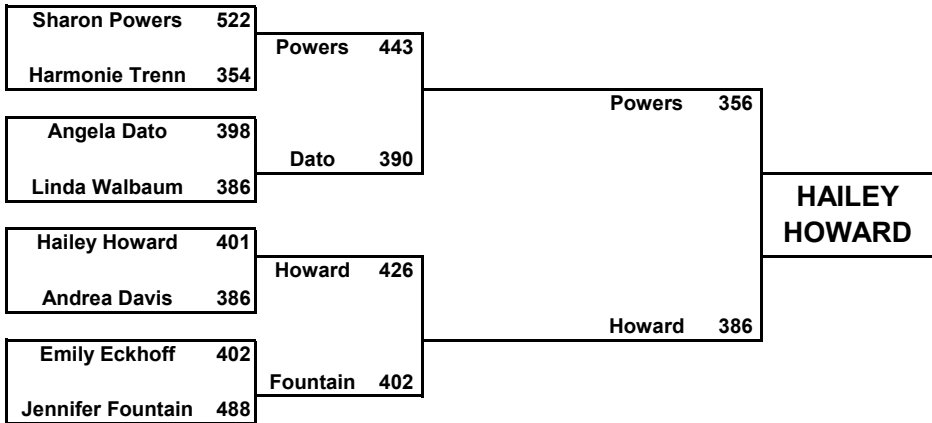 Sharon Powers 522
Powers 443
Harmonie Trenn 354
Powers 356
Angela Dato 398
Dato 390
Linda Walbaum 386
HAILEY
HOWARD
Hailey Howard 401
Howard 426
Andrea Davis 386
Howard 386
Emily Eckhoff 402
Fountain 402
Jennifer Fountain 488